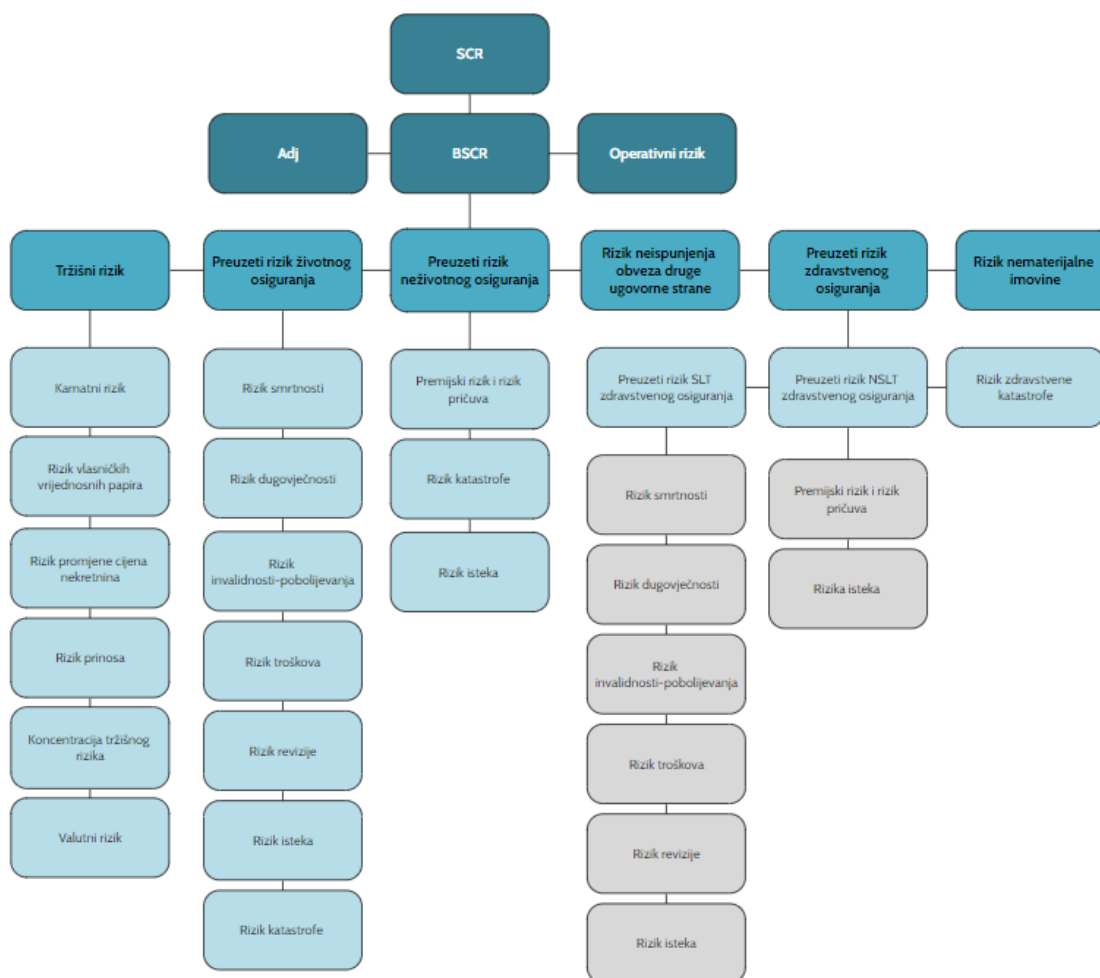 SCR
Adj
BSCR
Operativni rizik
Tržišni rizik
Preuzeti rizik životnog
osiguranja
Preuzeti rizik
neživotnog osiguranja
Rizik neispunjenja
obveza druge
ugovorne strane
Preuzeti rizik
zdravstvenog
osiguranja
Rizik nematerijalne
imovine
Kamatni rizik
Rizik vlasničkih
vrijednosnih papira
Rizik promjene cijena
nekretnina
Rizik prinosa
Koncentracija tržišnog
rizika
Valutni rizik
Rizik smrtnosti
Rizik dugovječnosti
Rizik
invalidnosti-pobolijevanja
Rizik troškova
Rizik revizije
Rizik isteka
Rizik katastrofe
Premijski rizik i rizik
pričuva
Rizik katastrofe
Rizik isteka
Preuzeti rizik SLT
zdravstvenog osiguranja
Preuzeti rizik NSLT
zdravstvenog osiguranja
Rizik zdravstvene
katastrofe
Rizik smrtnosti
Rizik dugovječnosti
Rizik
invalidnosti-pobolijevanja
Rizik troškova
Rizik revizije
Rizik isteka
Premijski rizik i rizik
pričuva
Rizika isteka